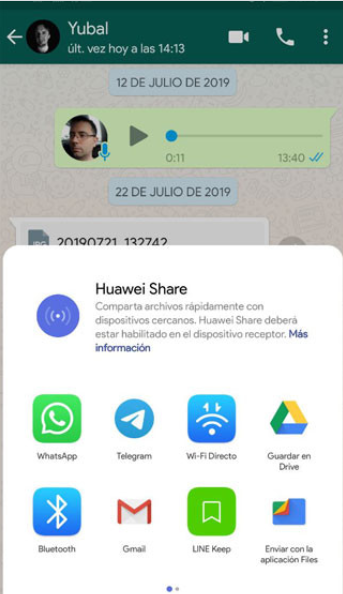 Yubal
últ. vez hoy a las 14:13
12 DE JULIO DE 2019
0:11
13:40
22 DE JULIO DE 2019
JPG
20190721_132742
Huawei Share
Comparta archivos rápidamente con
dispositivos cercanos. Huawei Share deberá
estar habilitado en el dispositivo receptor. Más
información
WhatsApp
Telegram
Wi-Fi Directo
Guardar en
Drive
Bluetooth
Gmail
LINE Keep
Enviar con la
aplicación Files